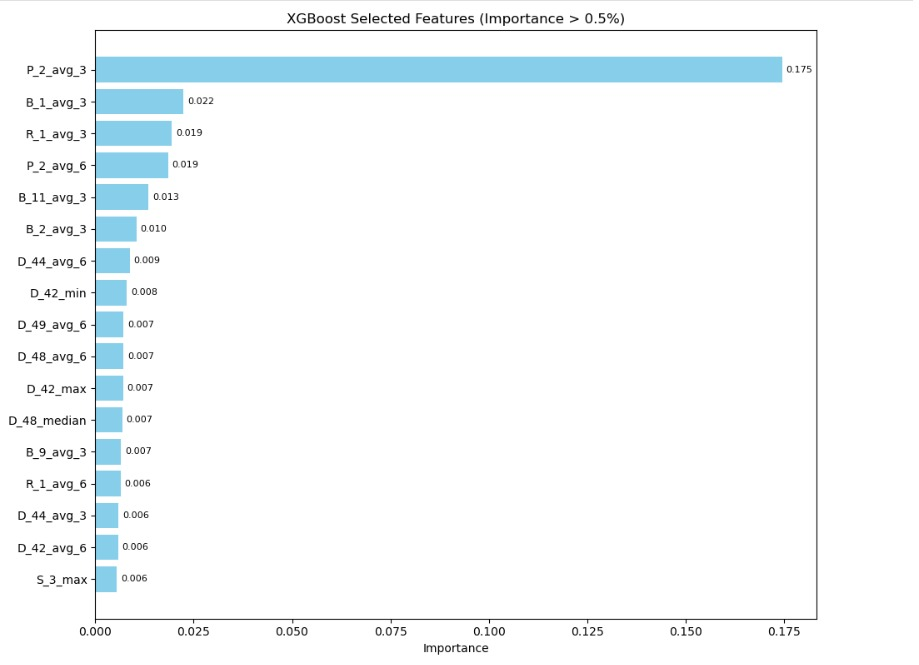 XGBoost Selected Features (Importance > 0.5%)
P_2_avg_3 0.175
B_1_avg_3 0.022
R_1_avg_3 0.019
P_2_avg_6 0.019
B_11_avg_3 0.013
B_2_avg_3 0.010
D_44_avg_6 0.009
D_42_min 0.008
D_49_avg_6 0.007
D_48_avg_6 0.007
D_42_max 0.007
D_48_median 0.007
B_9_avg_3 0.007
R_1_avg_6 0.006
D_44_avg_3 0.006
D_42_avg_6 0.006
S_3_max 0.006
0.000 0.025 0.050 0.075 0.100 0.125 0.150 0.175
Importance